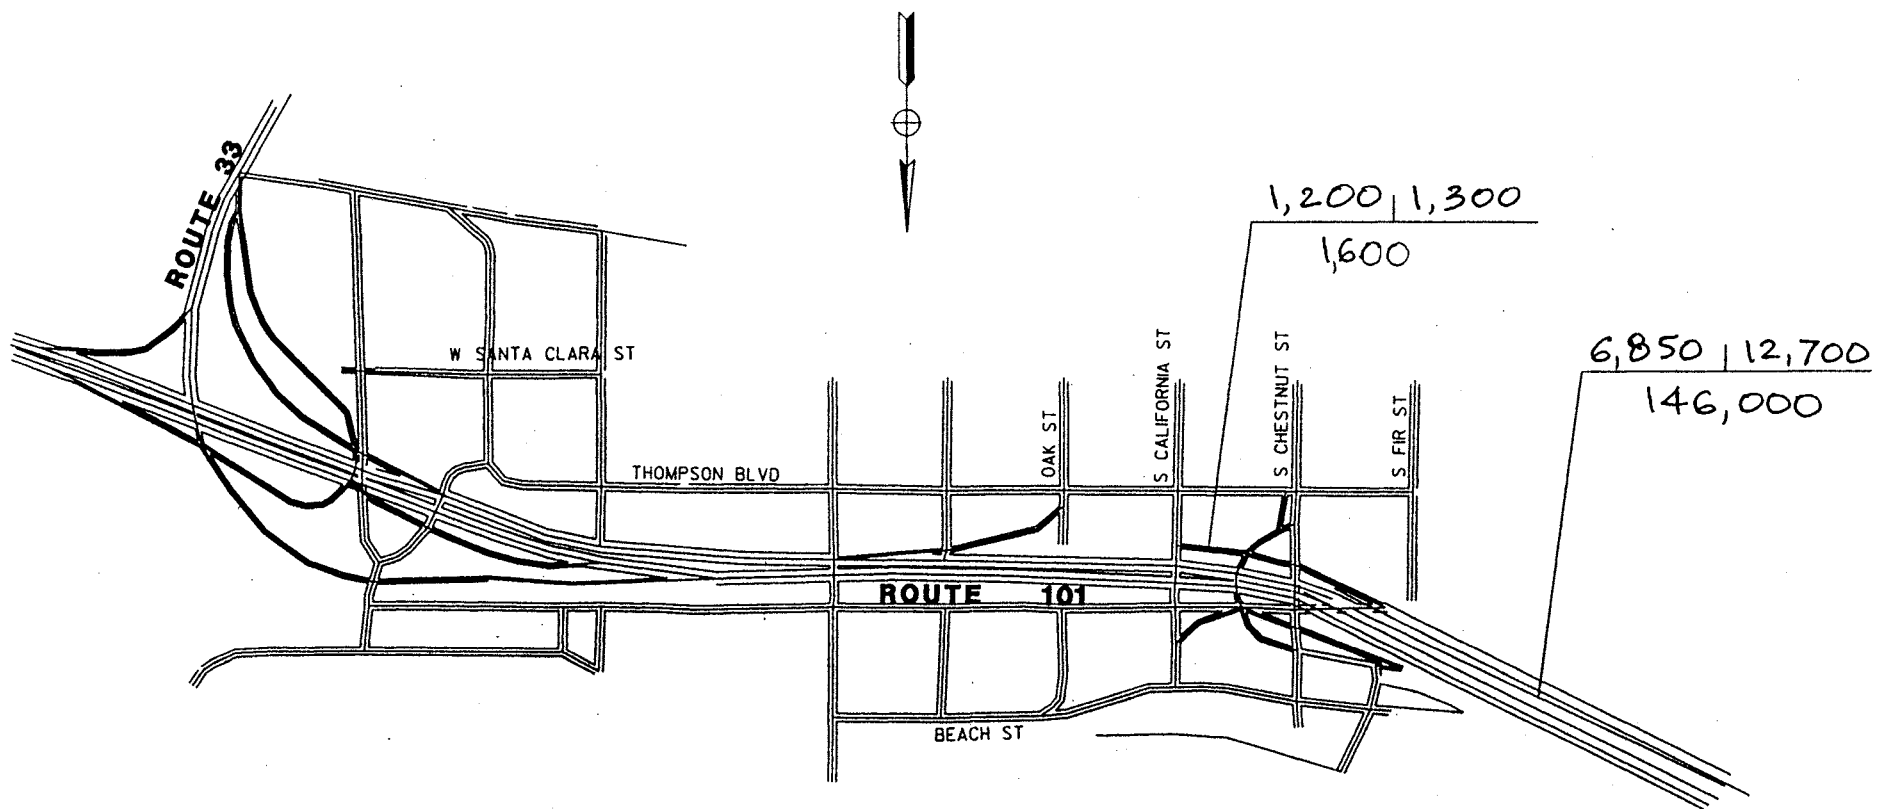 ROUTE 33
1,200 | 1,300
1,600
6,850 | 12,700
146,000
W SANTA CLARA ST
THOMPSON BLVD
OAK ST
S CALIFORNIA ST
S CHESTNUT ST
S FIR ST
ROUTE 101
BEACH ST